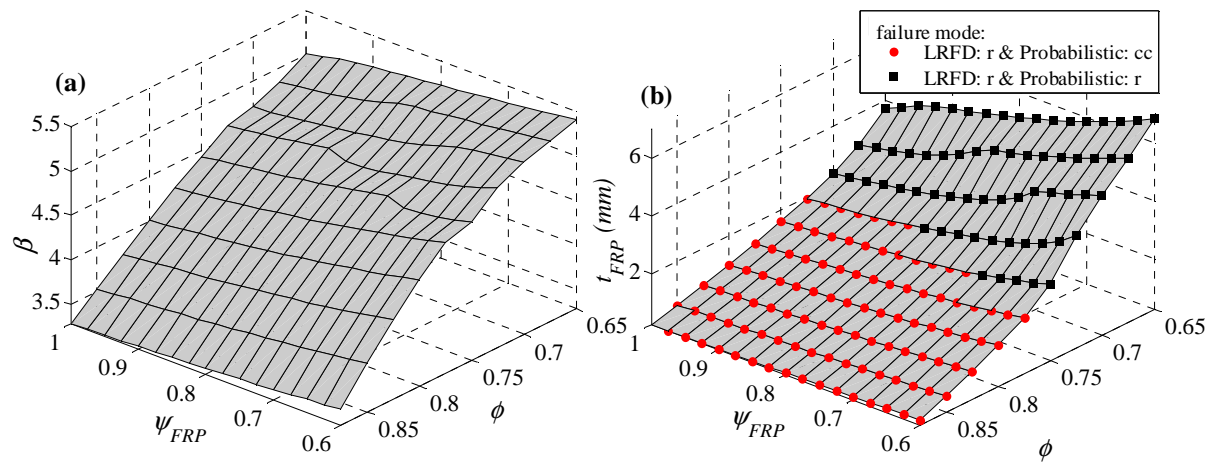 failure mode:
LRFD: r & Probabilistic: cc
LRFD: r & Probabilistic: r
(a)
5.5
5
4.5
4
3.5
β
1
0.9
0.8
0.7
0.6
ψFRP
0.85
0.8
0.75
0.7
0.65
ϕ
(b)
6
4
2
tFRP (mm)
1
0.9
0.8
0.7
0.6
ψFRP
0.85
0.8
0.75
0.7
0.65
ϕ